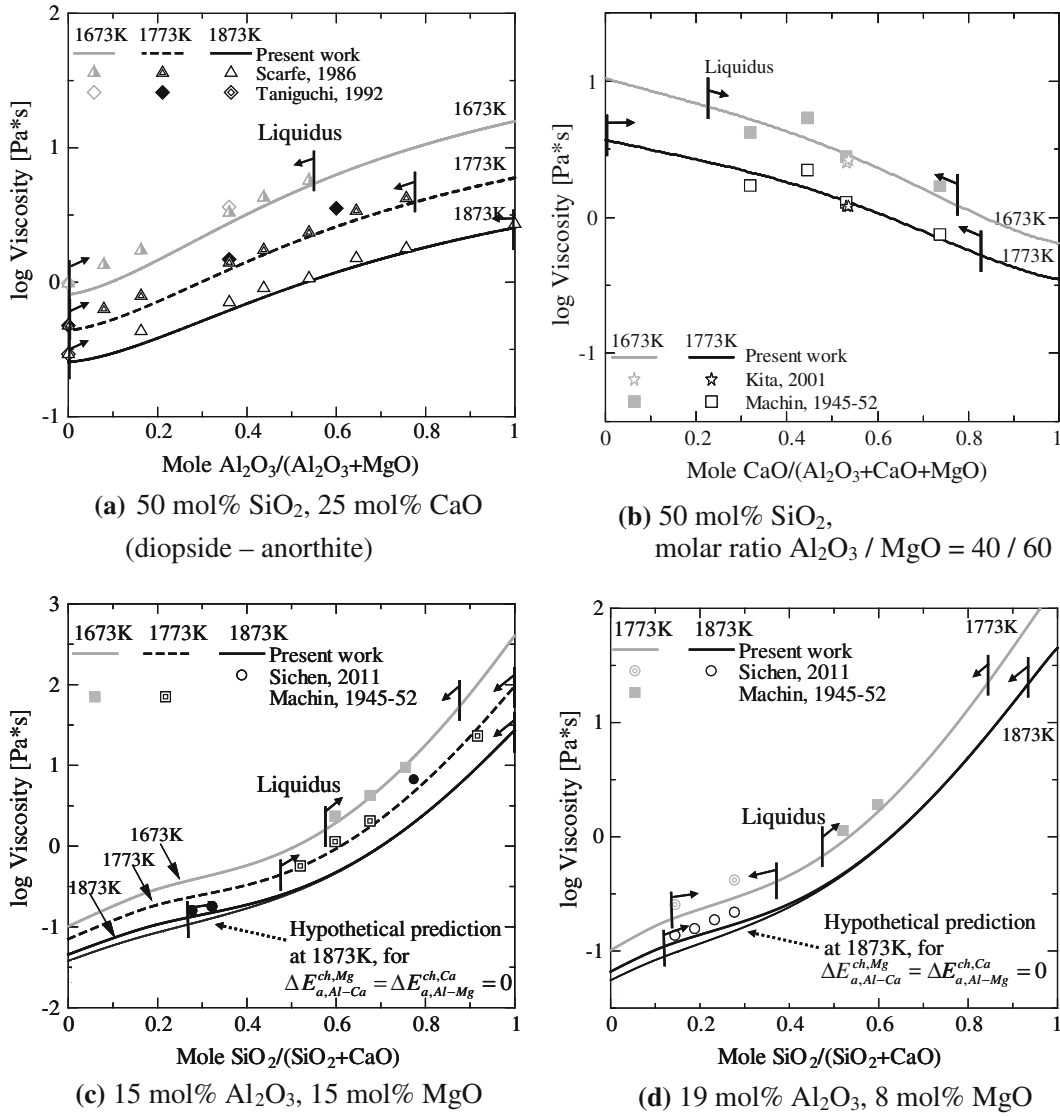 2
1673K 1773K 1873K
Present work
Scarfe, 1986
Taniguchi, 1992
1
0
-1
log Viscosity [Pa*s]
Liquidus
1673K
1773K
1873K
0 0.2 0.4 0.6 0.8 1
Mole Al₂O₃/(Al₂O₃+MgO)
(a) 50 mol% SiO₂, 25 mol% CaO
(diopside – anorthite)
1
0
-1
log Viscosity [Pa*s]
Liquidus
1673K
1773K
1673K 1773K
Present work
Kita, 2001
Machin, 1945-52
0 0.2 0.4 0.6 0.8 1
Mole CaO/(Al₂O₃+CaO+MgO)
(b) 50 mol% SiO₂,
molar ratio Al₂O₃ / MgO = 40 / 60
3
2
1
0
-1
-2
log Viscosity [Pa*s]
1673K 1773K 1873K
Present work
Sichen, 2011
Machin, 1945-52
Liquidus
1673K
1773K
1873K
Hypothetical prediction
at 1873K, for
ΔE^{ch,Mg}_{a,Al-Ca} = ΔE^{ch,Ca}_{a,Al-Mg} = 0
0 0.2 0.4 0.6 0.8 1
Mole SiO₂/(SiO₂+CaO)
(c) 15 mol% Al₂O₃, 15 mol% MgO
2
1
0
-1
log Viscosity [Pa*s]
1773K 1873K
Present work
Sichen, 2011
Machin, 1945-52
1773K
1873K
Liquidus
Hypothetical prediction
at 1873K, for
ΔE^{ch,Mg}_{a,Al-Ca} = ΔE^{ch,Ca}_{a,Al-Mg} = 0
0 0.2 0.4 0.6 0.8 1
Mole SiO₂/(SiO₂+CaO)
(d) 19 mol% Al₂O₃, 8 mol% MgO